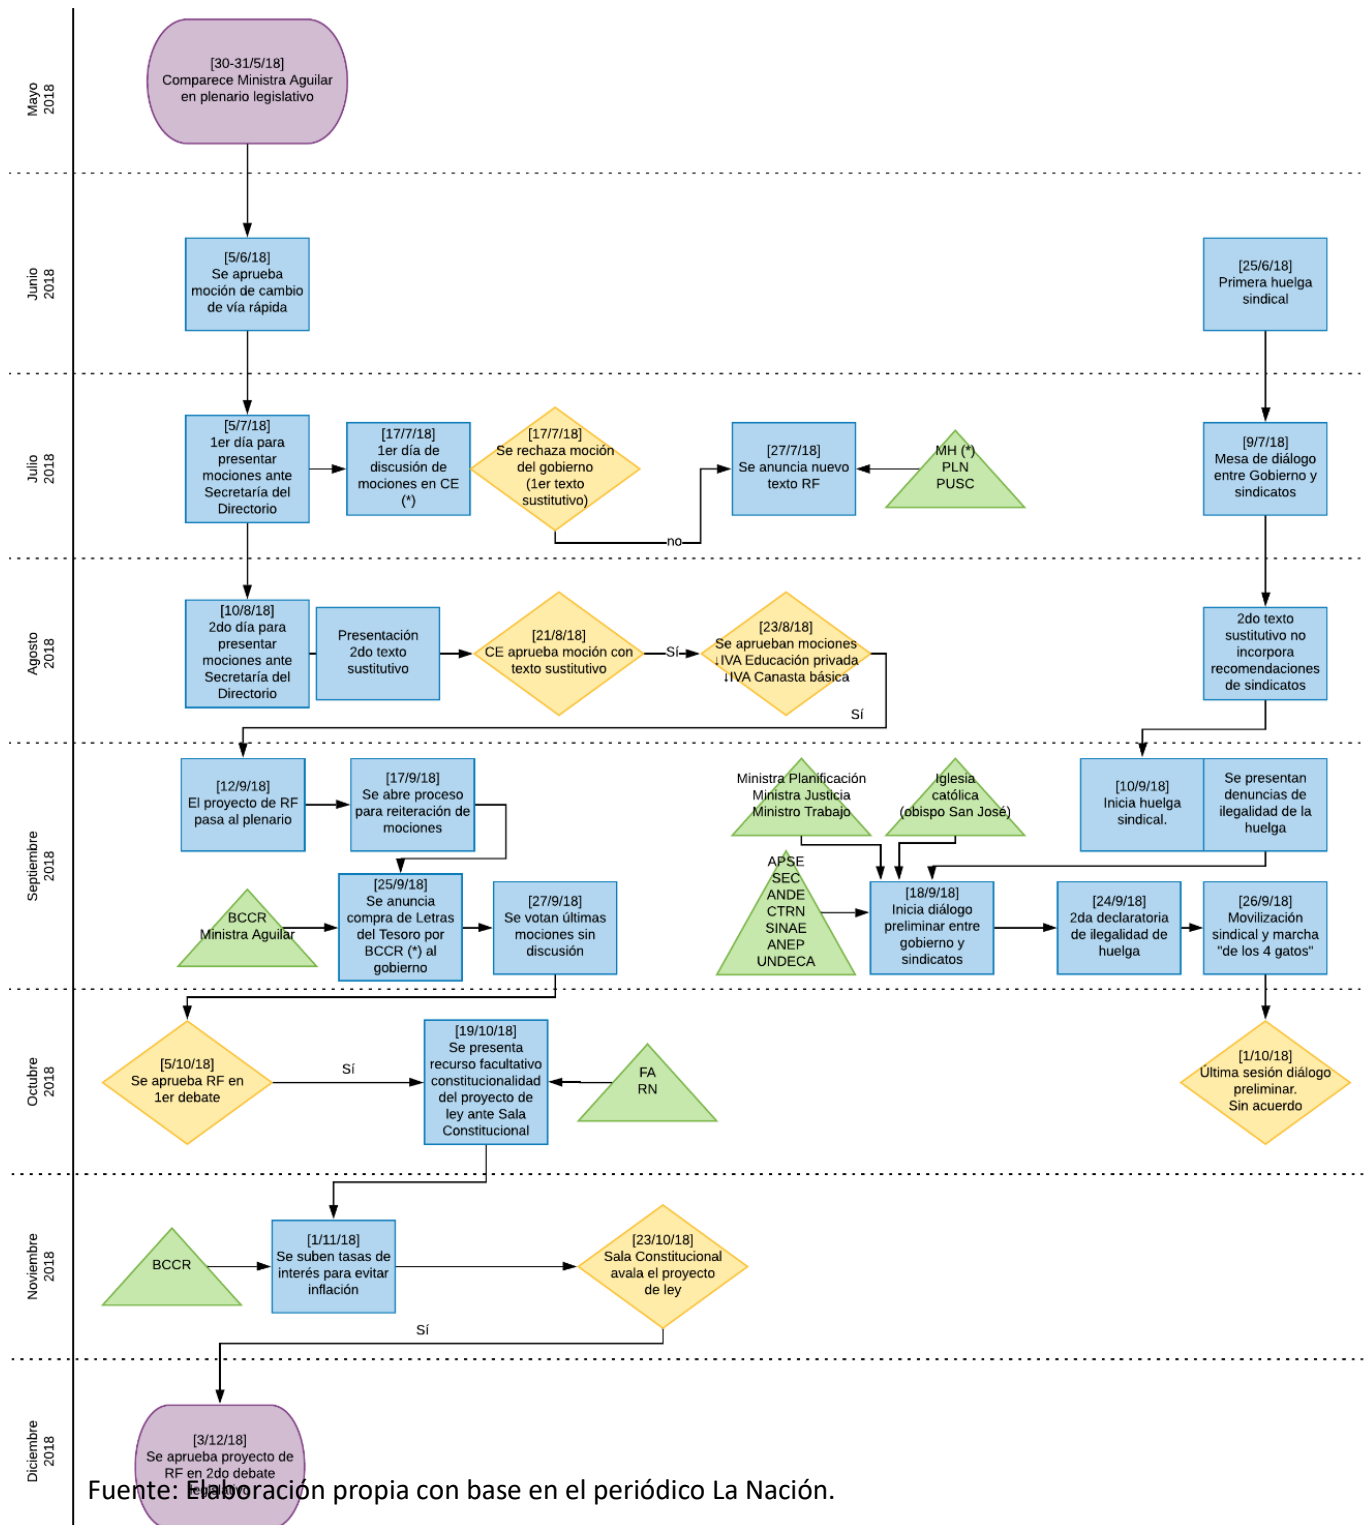 Mayo
2018
[30-31/5/18]
Comparece Ministra Aguilar
en plenario legislativo
Junio
2018
[5/6/18]
Se aprueba
moción de cambio
de vía rápida
[25/6/18]
Primera huelga
sindical
Julio
2018
[5/7/18]
1er día para
presentar
mociones ante
Secretaría del
Directorio
[17/7/18]
1er día de
discusión de
mociones en CE
(*)
[17/7/18]
Se rechaza moción
del gobierno
(1er texto
sustitutivo)
no
[27/7/18]
Se anuncia nuevo
texto RF
MH (*)
PLN
PUSC
[9/7/18]
Mesa de diálogo
entre Gobierno y
sindicatos
Agosto
2018
[10/8/18]
2do día para
presentar
mociones ante
Secretaría del
Directorio
Presentación
2do texto
sustitutivo
[21/8/18]
CE aprueba moción con
texto sustitutivo
Sí
[23/8/18]
Se aprueban mociones
↓IVA Educación privada
↓IVA Canasta básica
Sí
2do texto
sustitutivo no
incorpora
recomendaciones
de sindicatos
Septiembre
2018
[12/9/18]
El proyecto de RF
pasa al plenario
[17/9/18]
Se abre proceso
para reiteración de
mociones
Ministra Planificación
Ministra Justicia
Ministro Trabajo
Iglesia
católica
(obispo San José)
[10/9/18]
Inicia huelga
sindical.
Se presentan
denuncias de
ilegalidad de la
huelga
BCCR
Ministra Aguilar
[25/9/18]
Se anuncia
compra de Letras
del Tesoro por
BCCR (*) al
gobierno
[27/9/18]
Se votan últimas
mociones sin
discusión
APSE
SEC
ANDE
CTRN
SINAE
ANEP
UNDECA
[18/9/18]
Inicia diálogo
preliminar entre
gobierno y
sindicatos
[24/9/18]
2da declaratoria
de ilegalidad de
huelga
[26/9/18]
Movilización
sindical y marcha
"de los 4 gatos"
Octubre
2018
[5/10/18]
Se aprueba RF en
1er debate
Sí
[19/10/18]
Se presenta
recurso facultativo
constitucionalidad
del proyecto de
ley ante Sala
Constitucional
FA
RN
[1/10/18]
Última sesión diálogo
preliminar.
Sin acuerdo
Noviembre
2018
BCCR
[1/11/18]
Se suben tasas de
interés para evitar
inflación
[23/10/18]
Sala Constitucional
avala el proyecto
de ley
Sí
Diciembre
2018
[3/12/18]
Se aprueba proyecto de
RF en 2do debate
legislativo
Fuente: Elaboración propia con base en el periódico La Nación.